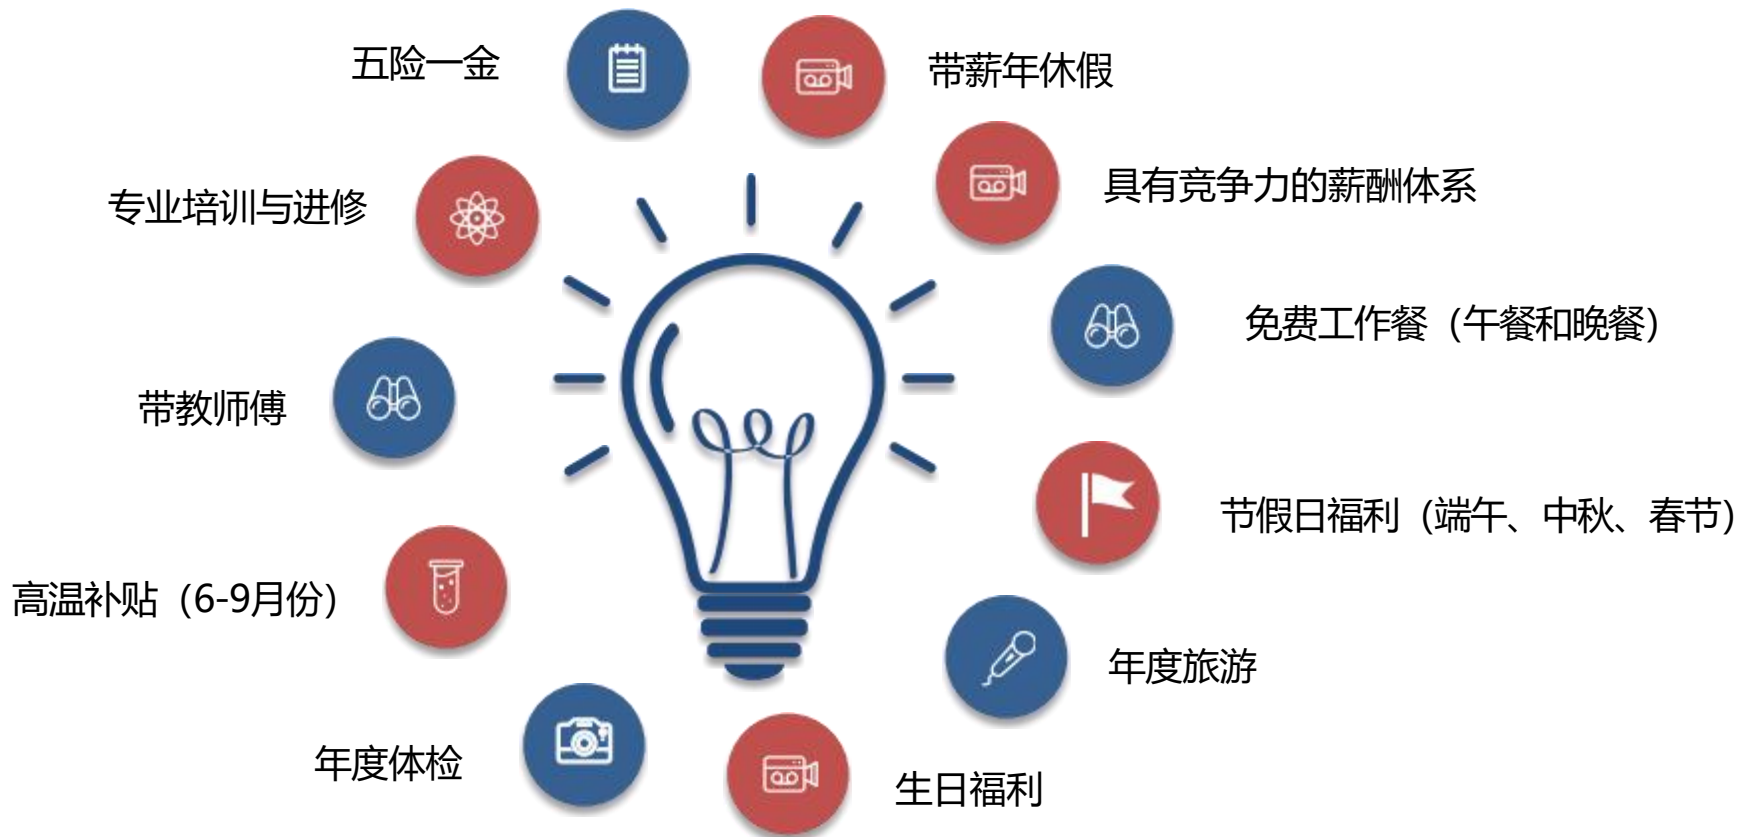 五险一金
带薪年休假
专业培训与进修
具有竞争力的薪酬体系
免费工作餐（午餐和晚餐）
带教师傅
节假日福利（端午、中秋、春节）
高温补贴（6-9月份）
年度旅游
年度体检
生日福利